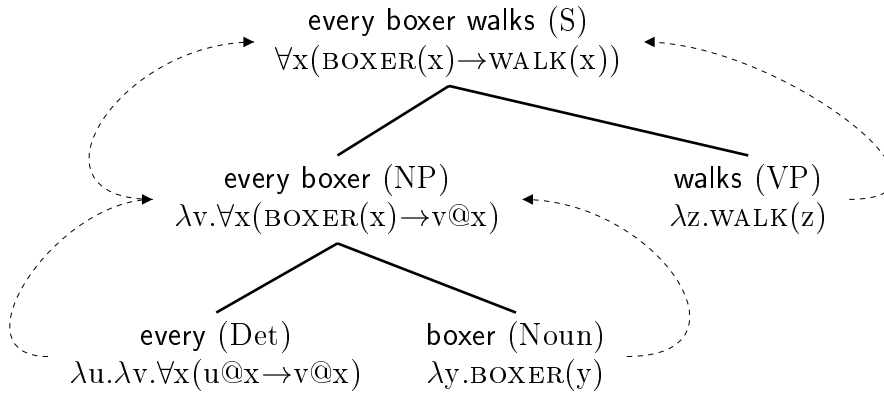 every boxer walks (S)
∀x(BOXER(x)→WALK(x))
every boxer (NP)
λv.∀x(BOXER(x)→v@x)
walks (VP)
λz.WALK(z)
every (Det)
λu.λv.∀x(u@x→v@x)
boxer (Noun)
λy.BOXER(y)